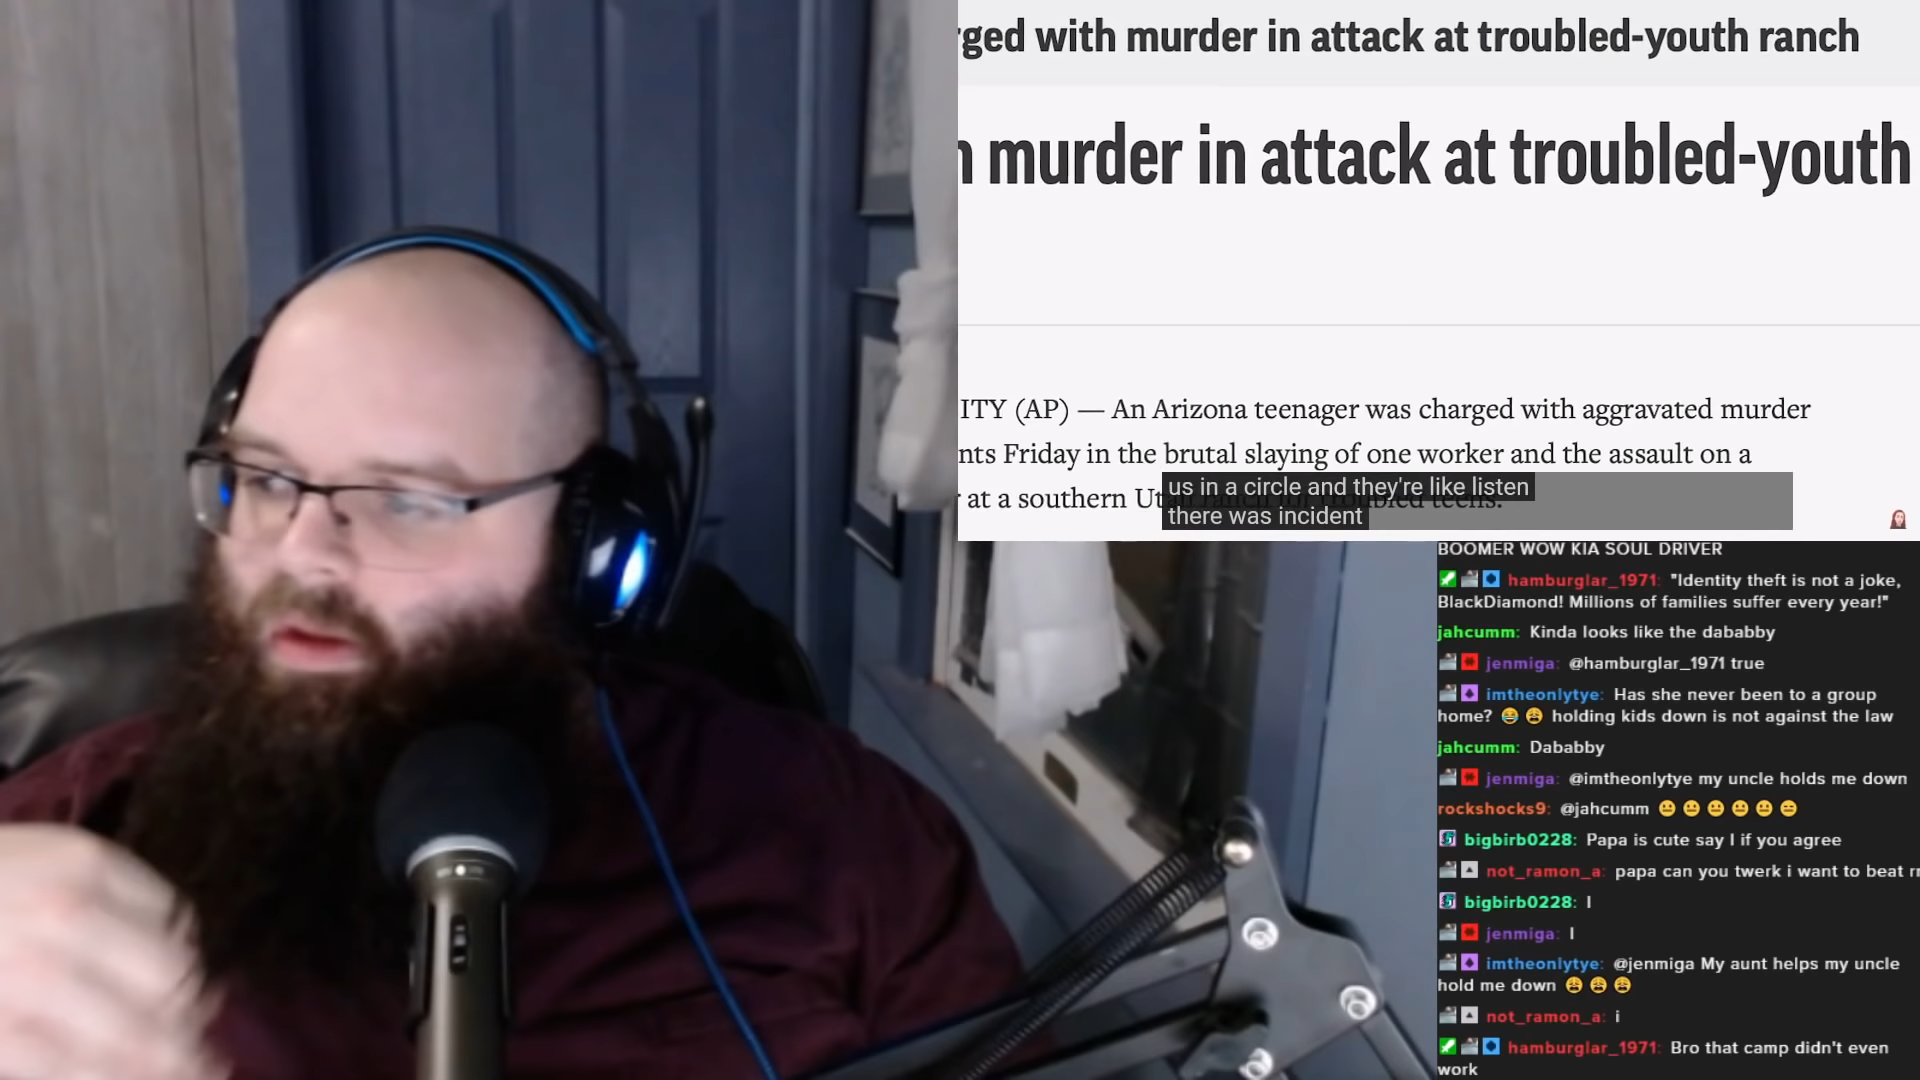 rged with murder in attack at troubled-youth ranch
murder in attack at troubled-youth
ITY (AP) — An Arizona teenager was charged with aggravated murder
nts Friday in the brutal slaying of one worker and the assault on a
at a southern
us in a circle and they're like listen
there was incident
BOOMER WOW KIA SOUL DRIVER
hamburglar_1971: "Identity theft is not a joke,
BlackDiamond! Millions of families suffer every year!"
jahcumm: Kinda looks like the dababby
jenmiga: @hamburglar_1971 true
imtheonlytye: Has she never been to a group
home? 😂 😩 holding kids down is not against the law
jahcumm: Dababby
jenmiga: @imtheonlytye my uncle holds me down
rockshocks9: @jahcumm 😐 😐 😐 😐 😐 😑
bigbirb0228: Papa is cute say I if you agree
not_ramon_a: papa can you twerk i want to beat
bigbirb0228: I
jenmiga: I
imtheonlytye: @jenmiga My aunt helps my uncle
hold me down 😩 😩 😩
not_ramon_a: i
hamburglar_1971: Bro that camp didn't even
work